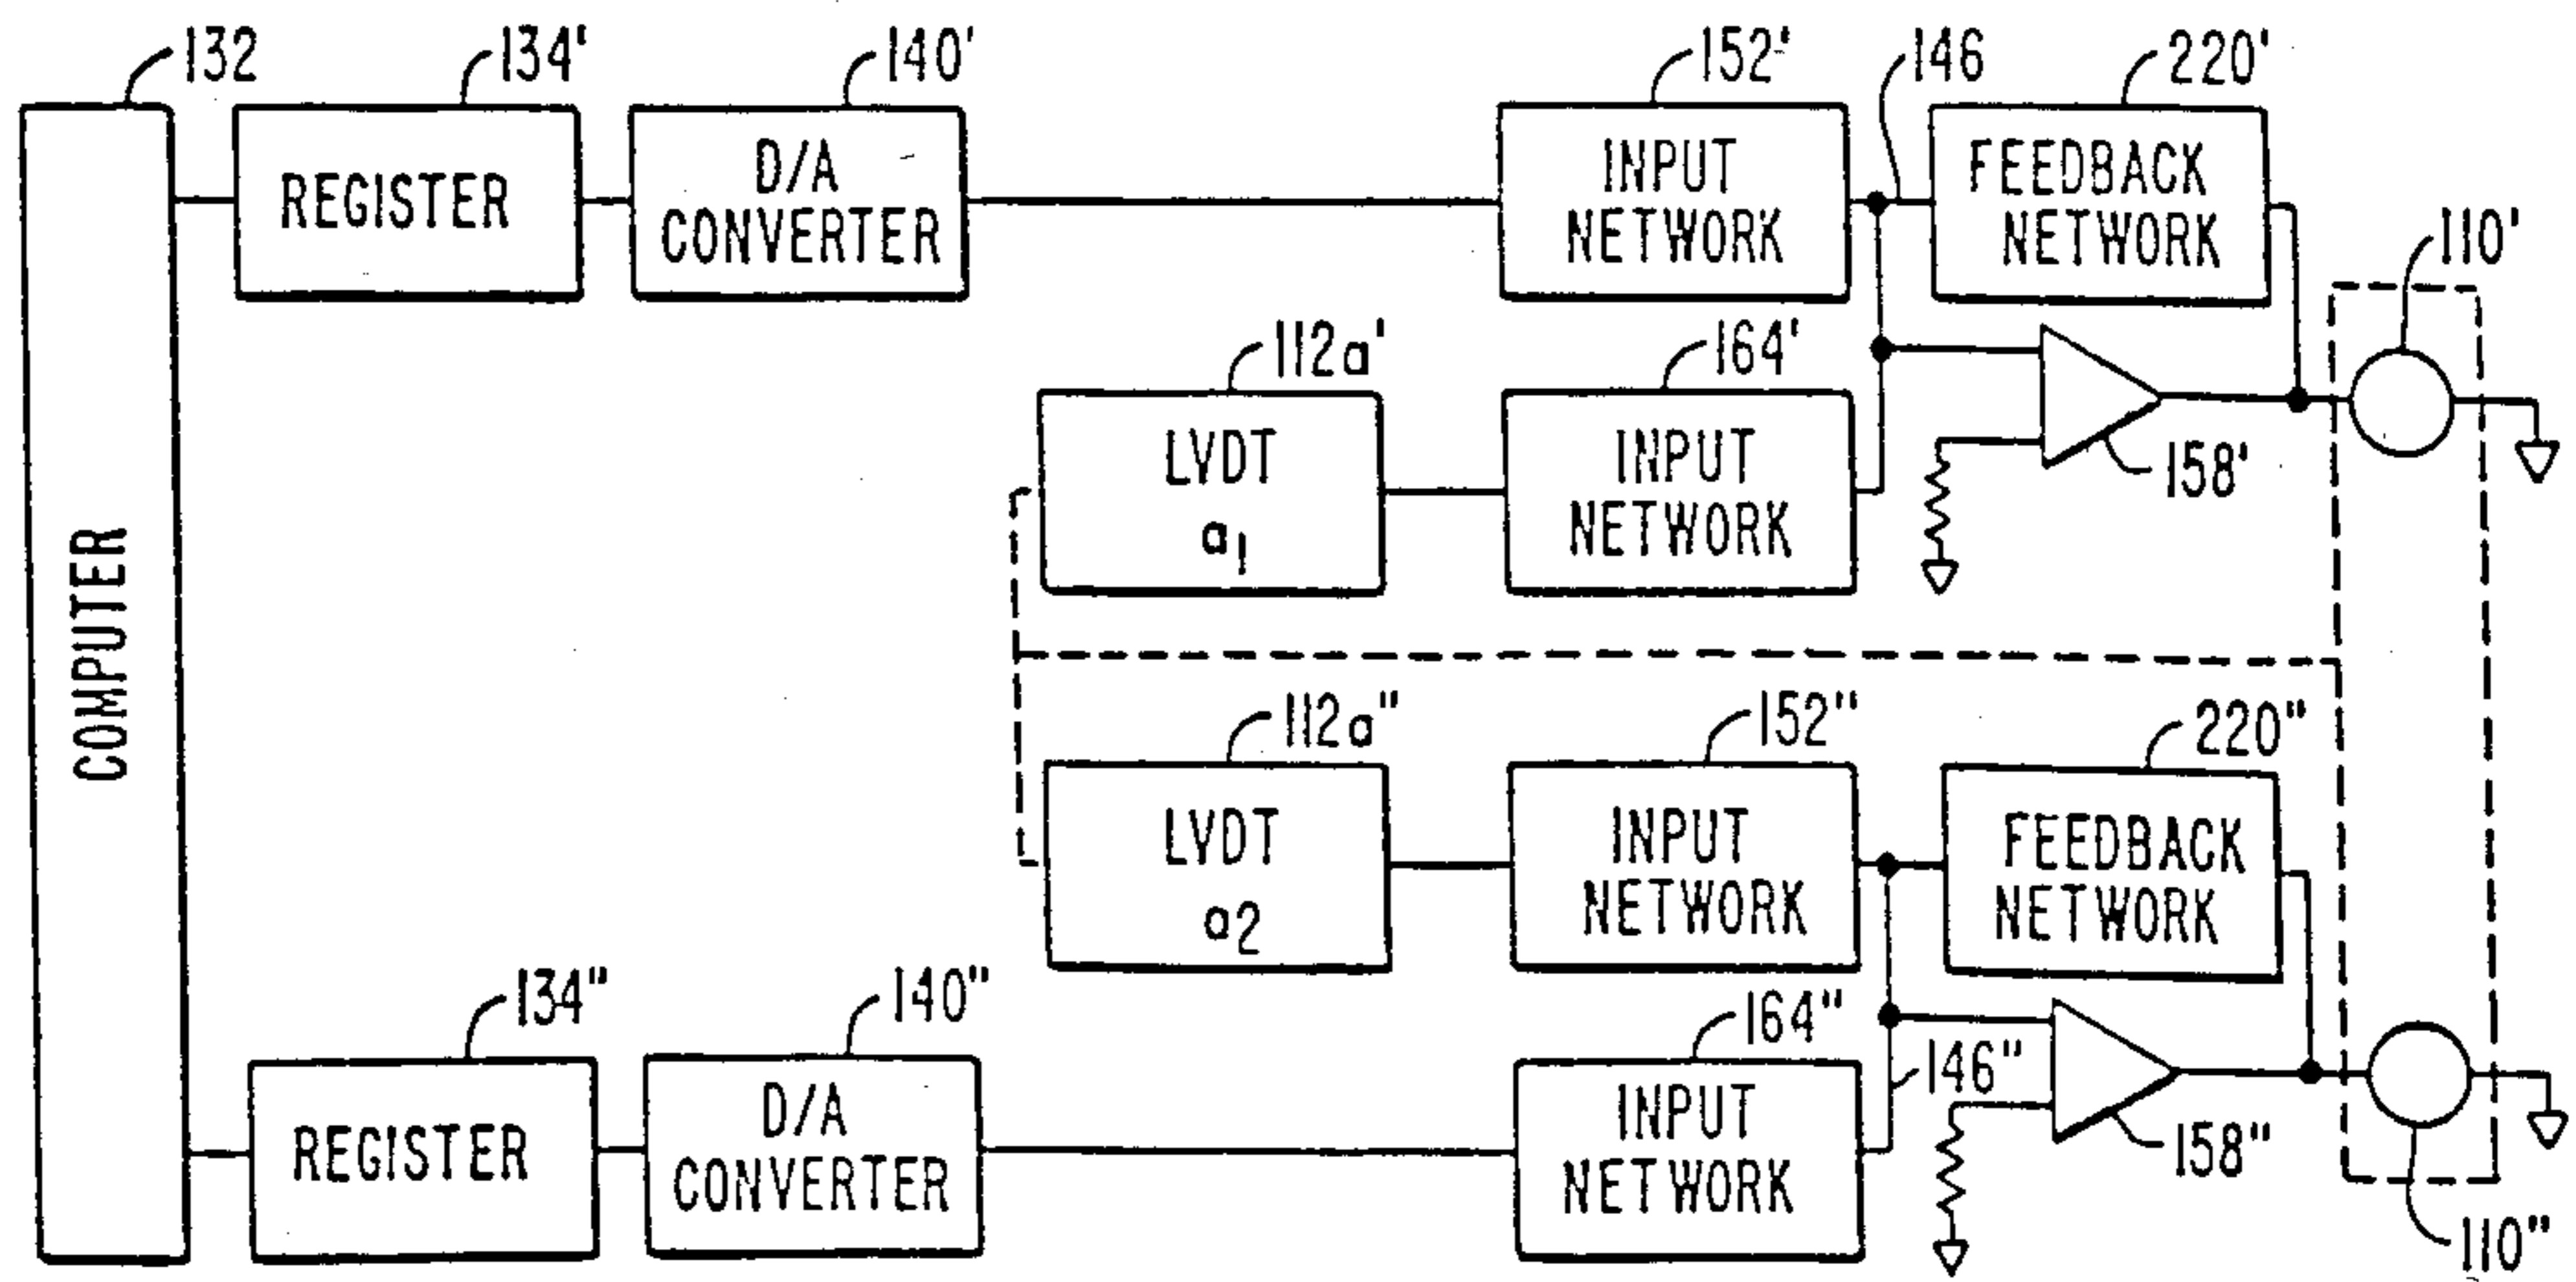 132
134'
140'
152'
146
220'
COMPUTER
REGISTER
D/A
CONVERTER
INPUT
NETWORK
FEEDBACK
NETWORK
110'
112a'
164'
LVDT
a1
INPUT
NETWORK
158'
112a"
152"
220"
LVDT
a2
INPUT
NETWORK
FEEDBACK
NETWORK
134"
140"
164"
146"
REGISTER
D/A
CONVERTER
INPUT
NETWORK
158"
110"